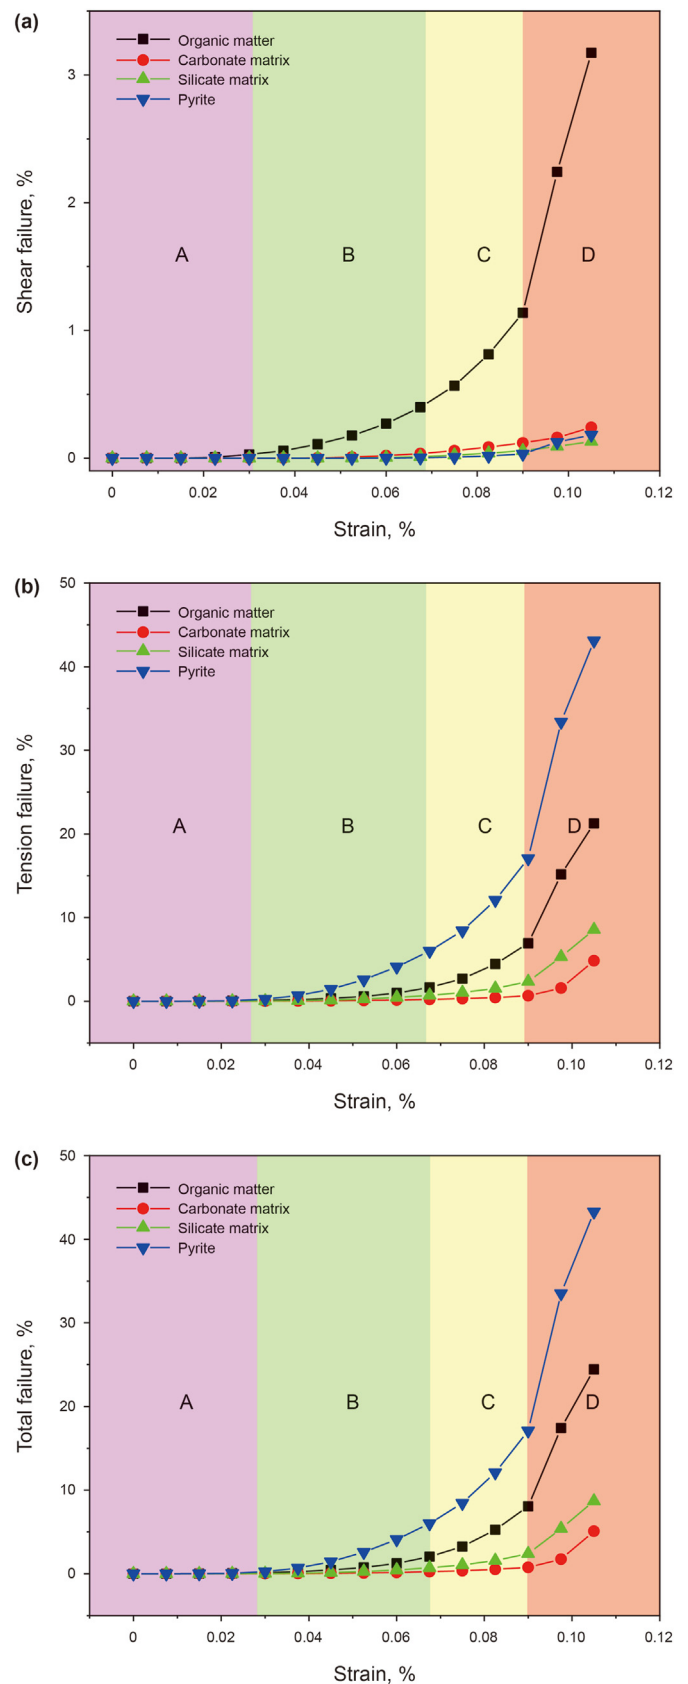 (a)
Organic matter
Carbonate matrix
Silicate matrix
Pyrite
3
2
1
0
Shear failure, %
A
B
C
D
0
0.02
0.04
0.06
0.08
0.10
0.12
Strain, %
(b)
50
Organic matter
Carbonate matrix
Silicate matrix
Pyrite
40
30
20
10
0
Tension failure, %
A
B
C
D
0
0.02
0.04
0.06
0.08
0.10
0.12
Strain, %
(c)
50
Organic matter
Carbonate matrix
Silicate matrix
Pyrite
40
30
20
10
0
Total failure, %
A
B
C
D
0
0.02
0.04
0.06
0.08
0.10
0.12
Strain, %